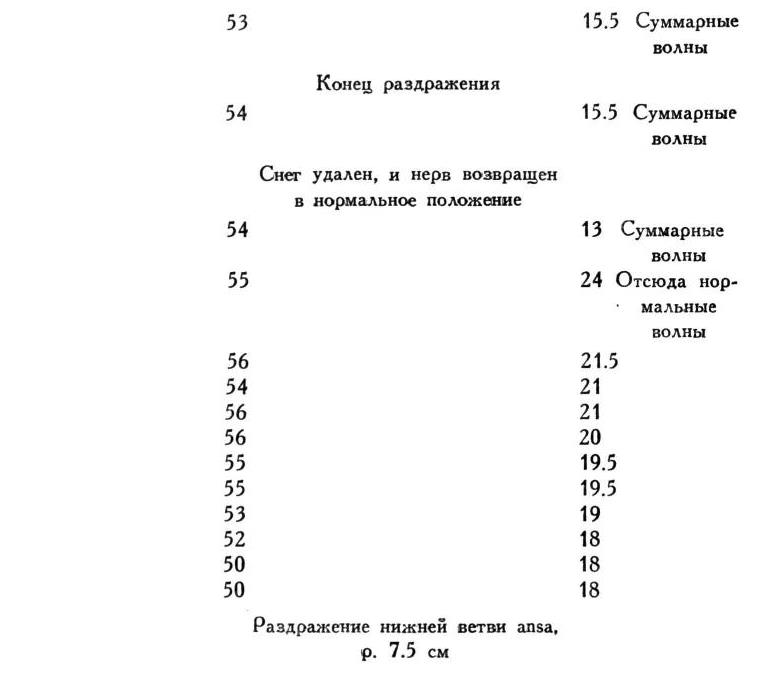 53 15.5 Суммарные
волны
Конец раздражения
54 15.5 Суммарные
волны
Снег удален, и нерв возвращен
в нормальное положение
54 13 Суммарные
волны
55 24 Отсюда нор-
мальные
волны
56 21.5
54 21
56 21
56 20
55 19.5
55 19.5
53 19
52 18
50 18
50 18
Раздражение нижней ветви ansa,
р. 7.5 см